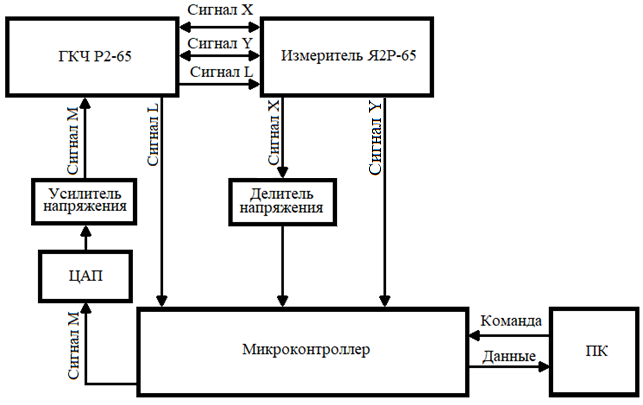 Сигнал X
ГКЧ Р2-65
Сигнал Y
Измеритель Я2Р-65
Сигнал L
Сигнал М
Сигнал L
Сигнал X
Сигнал Y
Усилитель
напряжения
Делитель
напряжения
ЦАП
Сигнал М
Микроконтроллер
Команда
Данные
ПК